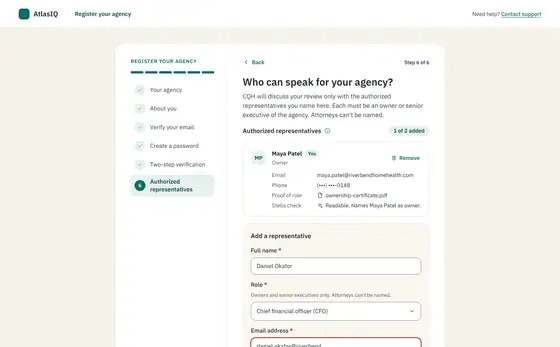 AtlasIQ
Register your agency
Need help? Contact support
REGISTER YOUR AGENCY
Your agency
About you
Verify your email
Create a password
Two-step verification
6
Authorized
representatives
Back
Step 6 of 6
Who can speak for your agency?
CQH will discuss your review only with the authorized
representatives you name here. Each must be an owner or senior
executive of the agency. Attorneys can't be named.
Authorized representatives
1 of 2 added
MP
Maya Patel
You
Owner
Remove
Email
maya.patel@riverbendhomehealth.com
Phone
(•••) •••-0148
Proof of role
ownership-certificate.pdf
Stella check
Readable. Names Maya Patel as owner.
Add a representative
Full name *
Daniel Okafor
Role *
Owners and senior executives only. Attorneys can't be named.
Chief financial officer (CFO)
Email address *
daniel.okafor@riverbend